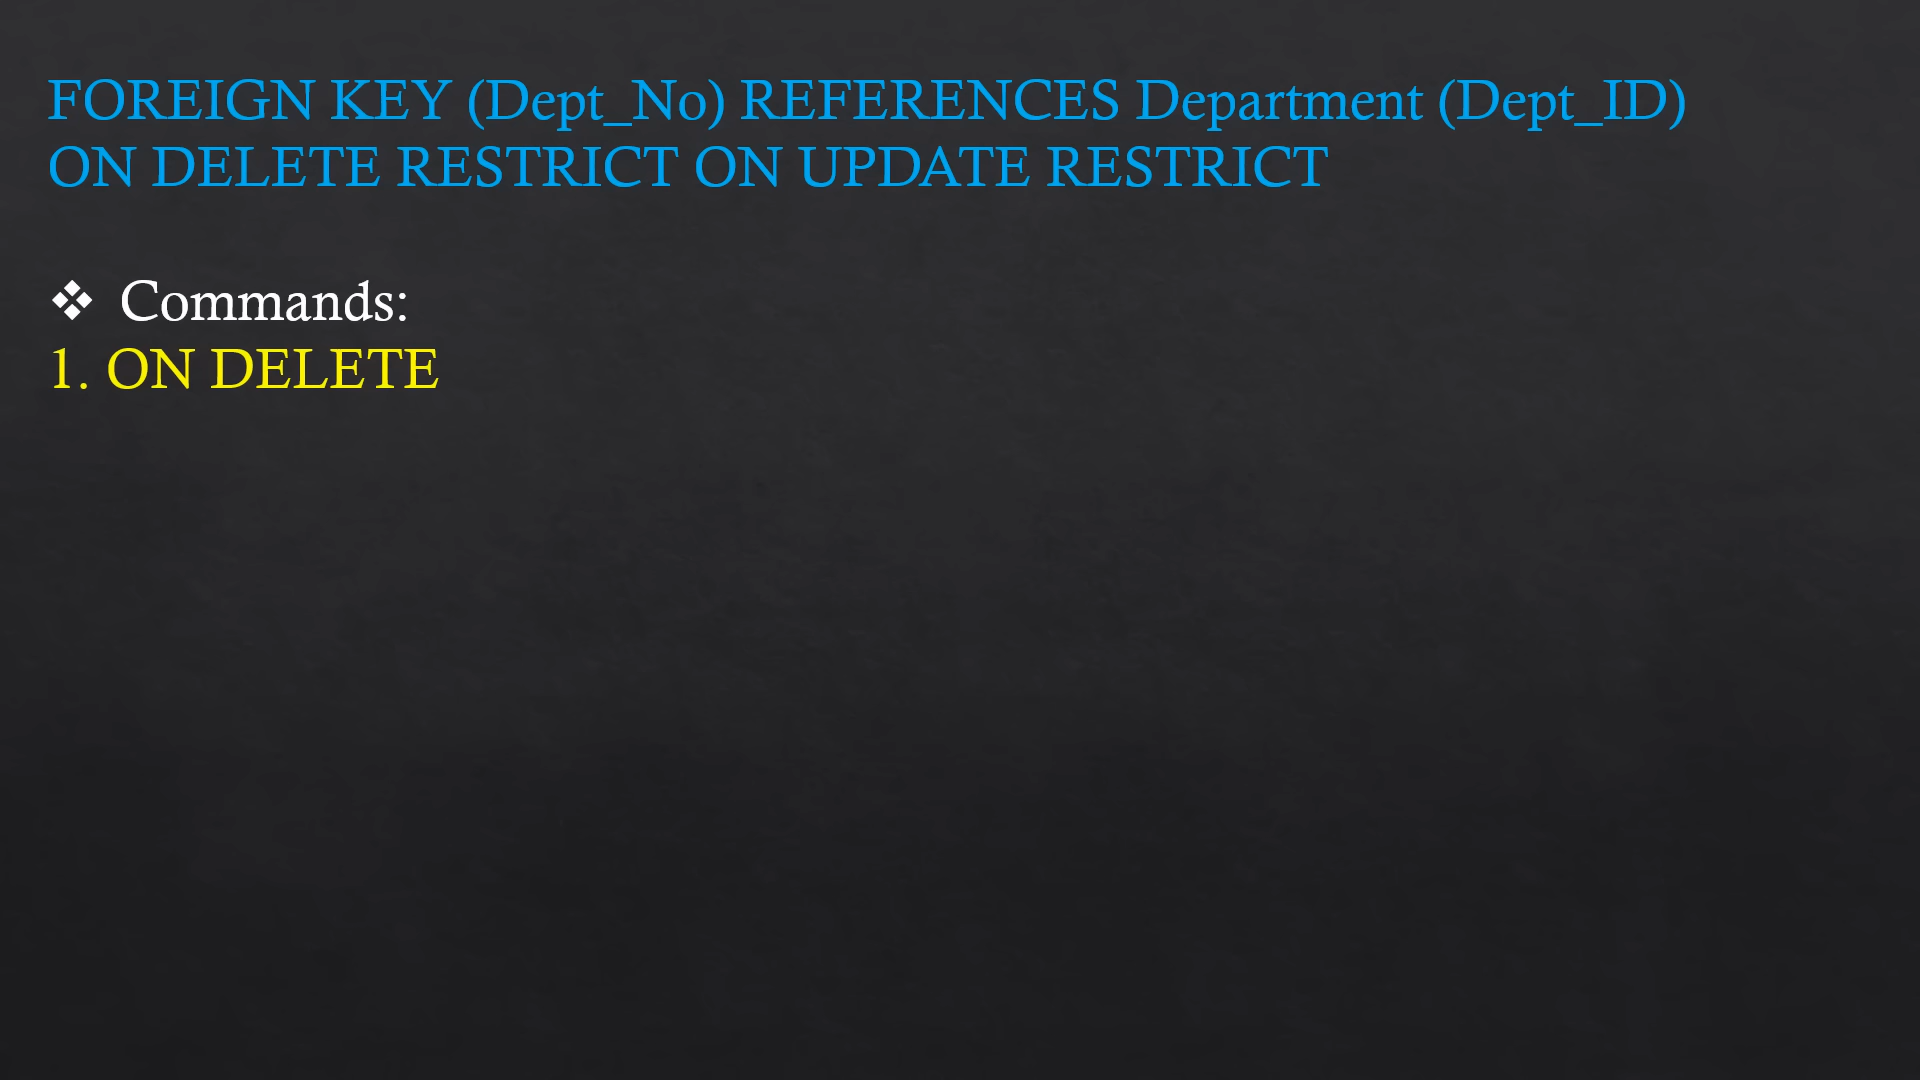 FOREIGN KEY (Dept_No) REFERENCES Department (Dept_ID)
ON DELETE RESTRICT ON UPDATE RESTRICT
❖ Commands:
1. ON DELETE